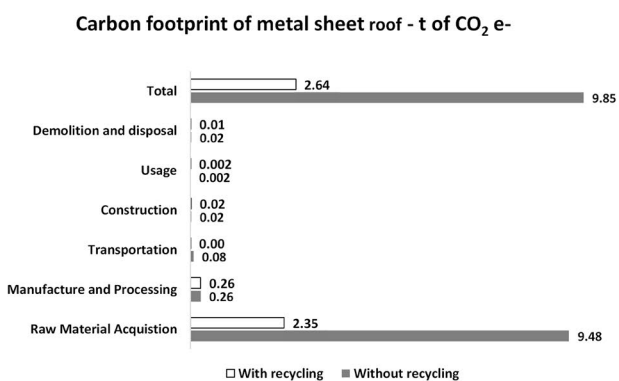 Carbon footprint of metal sheet roof - t of CO₂ e-
Total
2.64
9.85
Demolition and disposal
0.01
0.02
Usage
0.002
0.002
Construction
0.02
0.02
Transportation
0.00
0.08
Manufacture and Processing
0.26
0.26
Raw Material Acquistion
2.35
9.48
With recycling
Without recycling